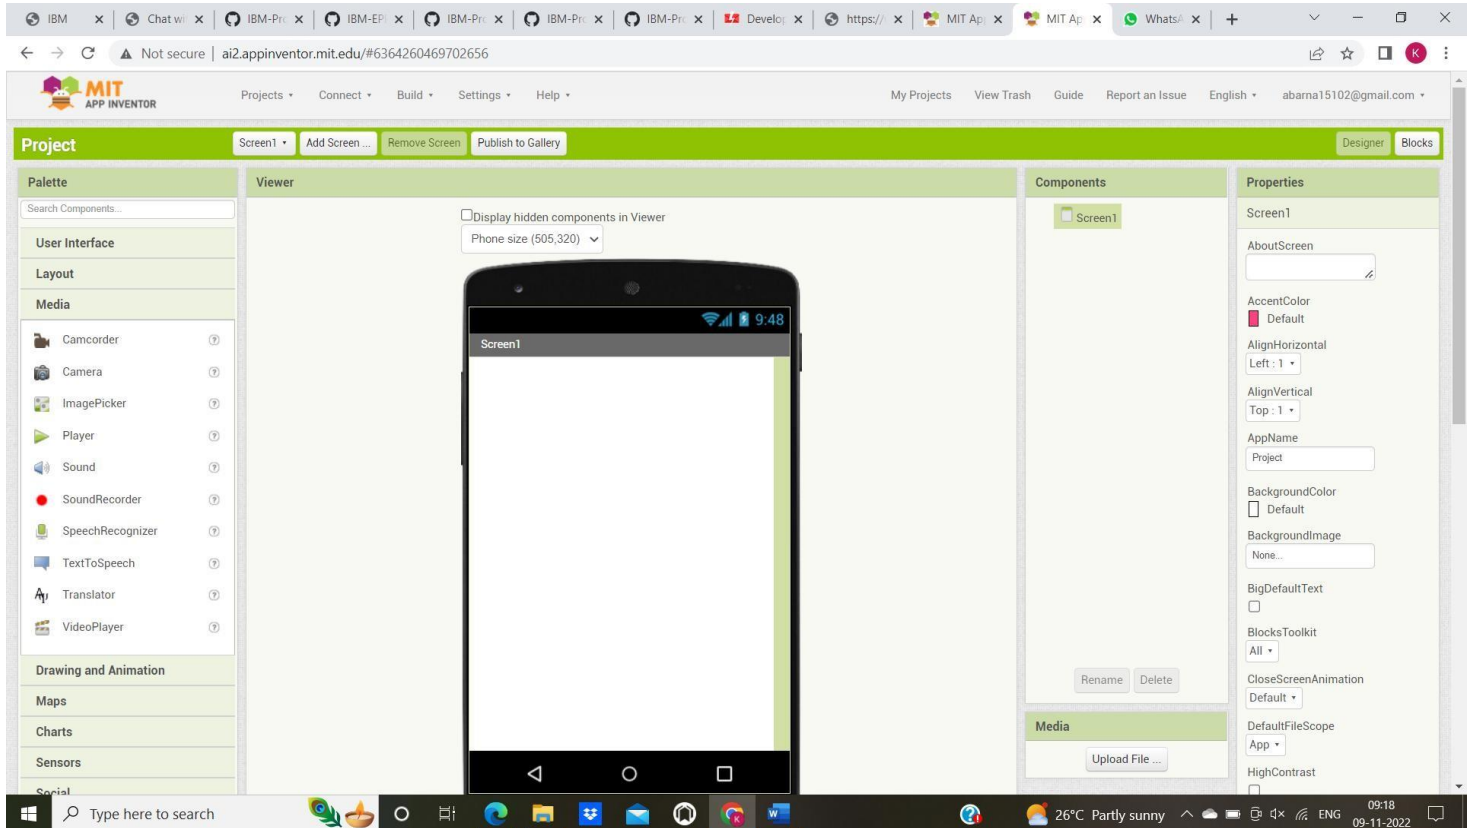 IBM
Chat wi
IBM-Pro
IBM-EP
IBM-Pro
IBM-Pro
IBM-Pro
Develop
https://
MIT Ap
MIT Ap
WhatsA
Not secure
ai2.appinventor.mit.edu/#6364260469702656
K
MIT
APP INVENTOR
Projects
Connect
Build
Settings
Help
My Projects
View Trash
Guide
Report an Issue
English
abarna15102@gmail.com
Project
Screen1
Add Screen ...
Remove Screen
Publish to Gallery
Designer
Blocks
Palette
Search Components...
User Interface
Layout
Media
Camcorder
Camera
ImagePicker
Player
Sound
SoundRecorder
SpeechRecognizer
TextToSpeech
Translator
VideoPlayer
Drawing and Animation
Maps
Charts
Sensors
Social
Viewer
Display hidden components in Viewer
Phone size (505,320)
9:48
Screen1
Components
Screen1
Rename
Delete
Media
Upload File ...
Properties
Screen1
AboutScreen
AccentColor
Default
AlignHorizontal
Left : 1
AlignVertical
Top : 1
AppName
Project
BackgroundColor
Default
BackgroundImage
None...
BigDefaultText
BlocksToolkit
All
CloseScreenAnimation
Default
DefaultFileScope
App
HighContrast
Type here to search
26°C Partly sunny
ENG
09:18
09-11-2022